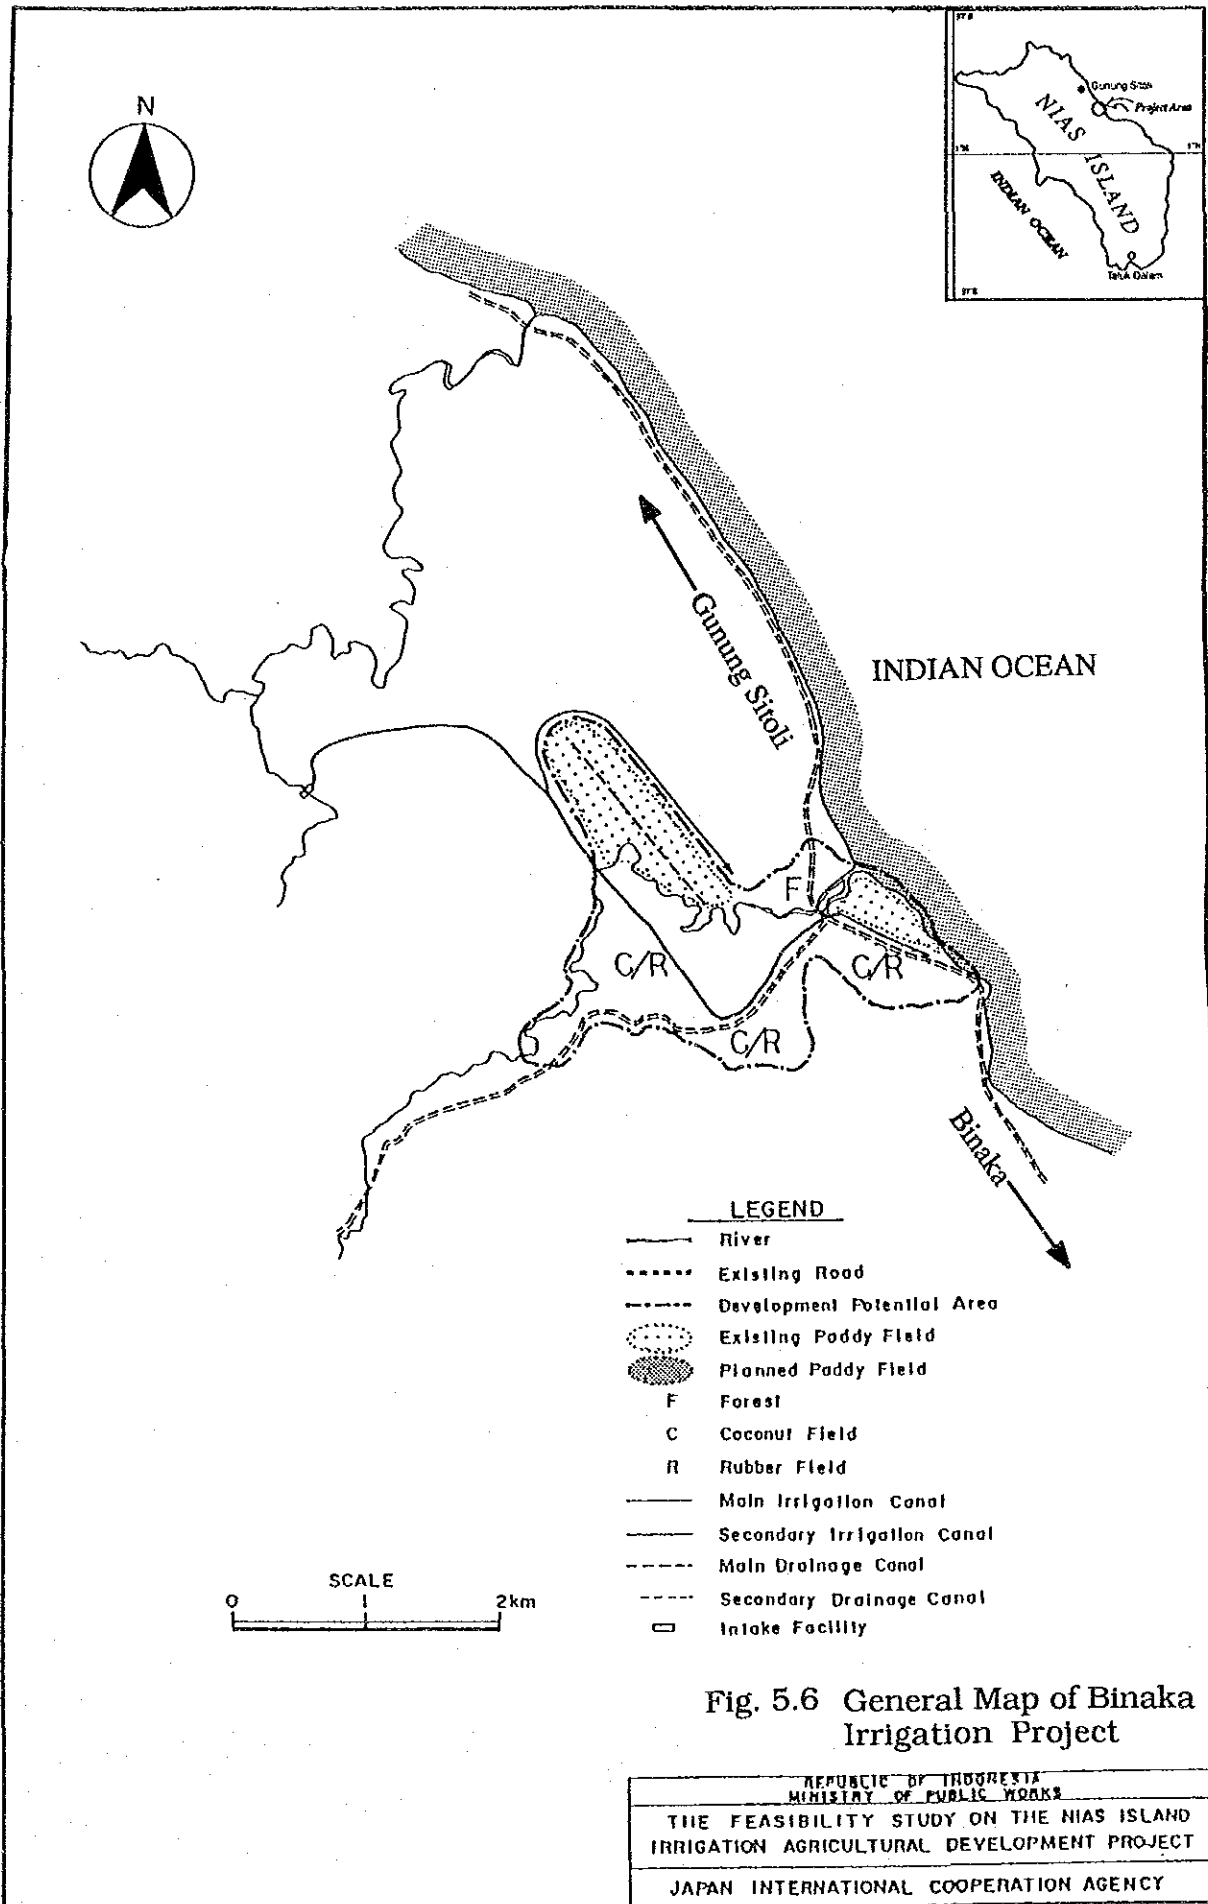 N
Gunung Sitoli
Project Area
NIAS ISLAND
INDIAN OCEAN
Teluk Dalam
Gunung Sitoli
INDIAN OCEAN
F
C/R
C/R
C/R
Binaka
LEGEND
River
Existing Road
Development Potential Area
Existing Paddy Field
Planned Paddy Field
F Forest
C Coconut Field
R Rubber Field
Main Irrigation Canal
Secondary Irrigation Canal
Main Drainage Canal
Secondary Drainage Canal
Intake Facility
SCALE
0 1 2km
Fig. 5.6 General Map of Binaka
Irrigation Project
REPUBLIC OF INDONESIA
MINISTRY OF PUBLIC WORKS
THE FEASIBILITY STUDY ON THE NIAS ISLAND
IRRIGATION AGRICULTURAL DEVELOPMENT PROJECT
JAPAN INTERNATIONAL COOPERATION AGENCY